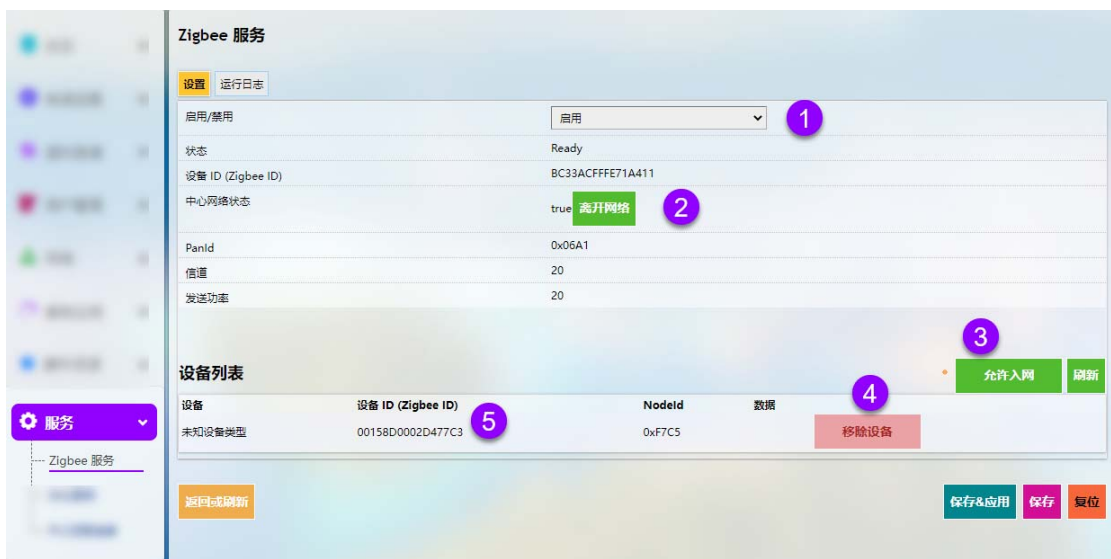 Zigbee 服务
设置 运行日志
启用/禁用 启用 1
状态 Ready
设备 ID (Zigbee ID) BC33ACFFFE71A411
中心网络状态 true 离开网络 2
PanId 0x06A1
信道 20
发送功率 20
3
设备列表 允许入网 刷新
4
设备 设备 ID (Zigbee ID) NodeId 数据
未知设备类型 00158D0002D477C3 5 0xF7C5 移除设备
服务
Zigbee 服务
返回或刷新 保存&应用 保存 复位